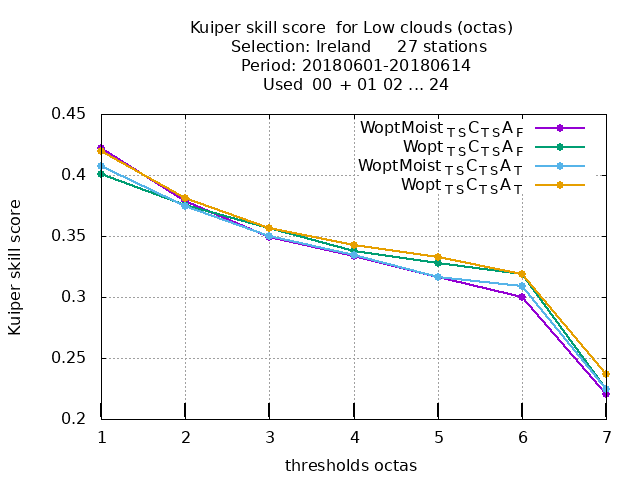 Kuiper skill score  for Low clouds (octas)
Selection: Ireland     27 stations
Period: 20180601-20180614
Used  00 + 01 02 ... 24
WoptMoist TS C TS A F
Wopt TS C TS A F
WoptMoist TS C TS A T
Wopt TS C TS A T
0.45
0.4
0.35
0.3
0.25
0.2
Kuiper skill score
1 2 3 4 5 6 7
thresholds octas